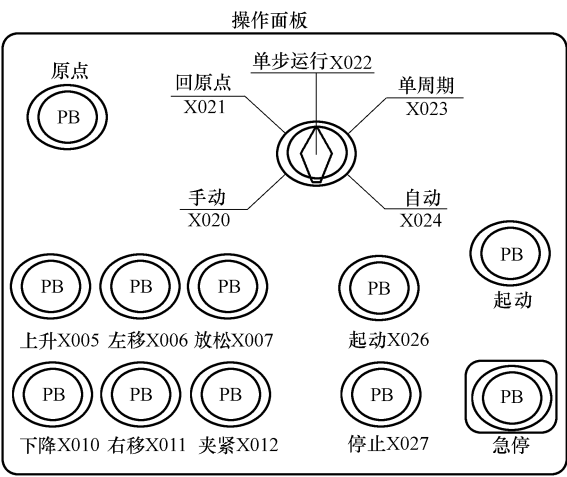 操作面板
原点
PB
单步运行X022
回原点
X021
单周期
X023
手动
X020
自动
X024
PB
起动
PB PB PB PB
上升X005 左移X006 放松X007 起动X026
PB PB PB PB PB
下降X010 右移X011 夹紧X012 停止X027 急停